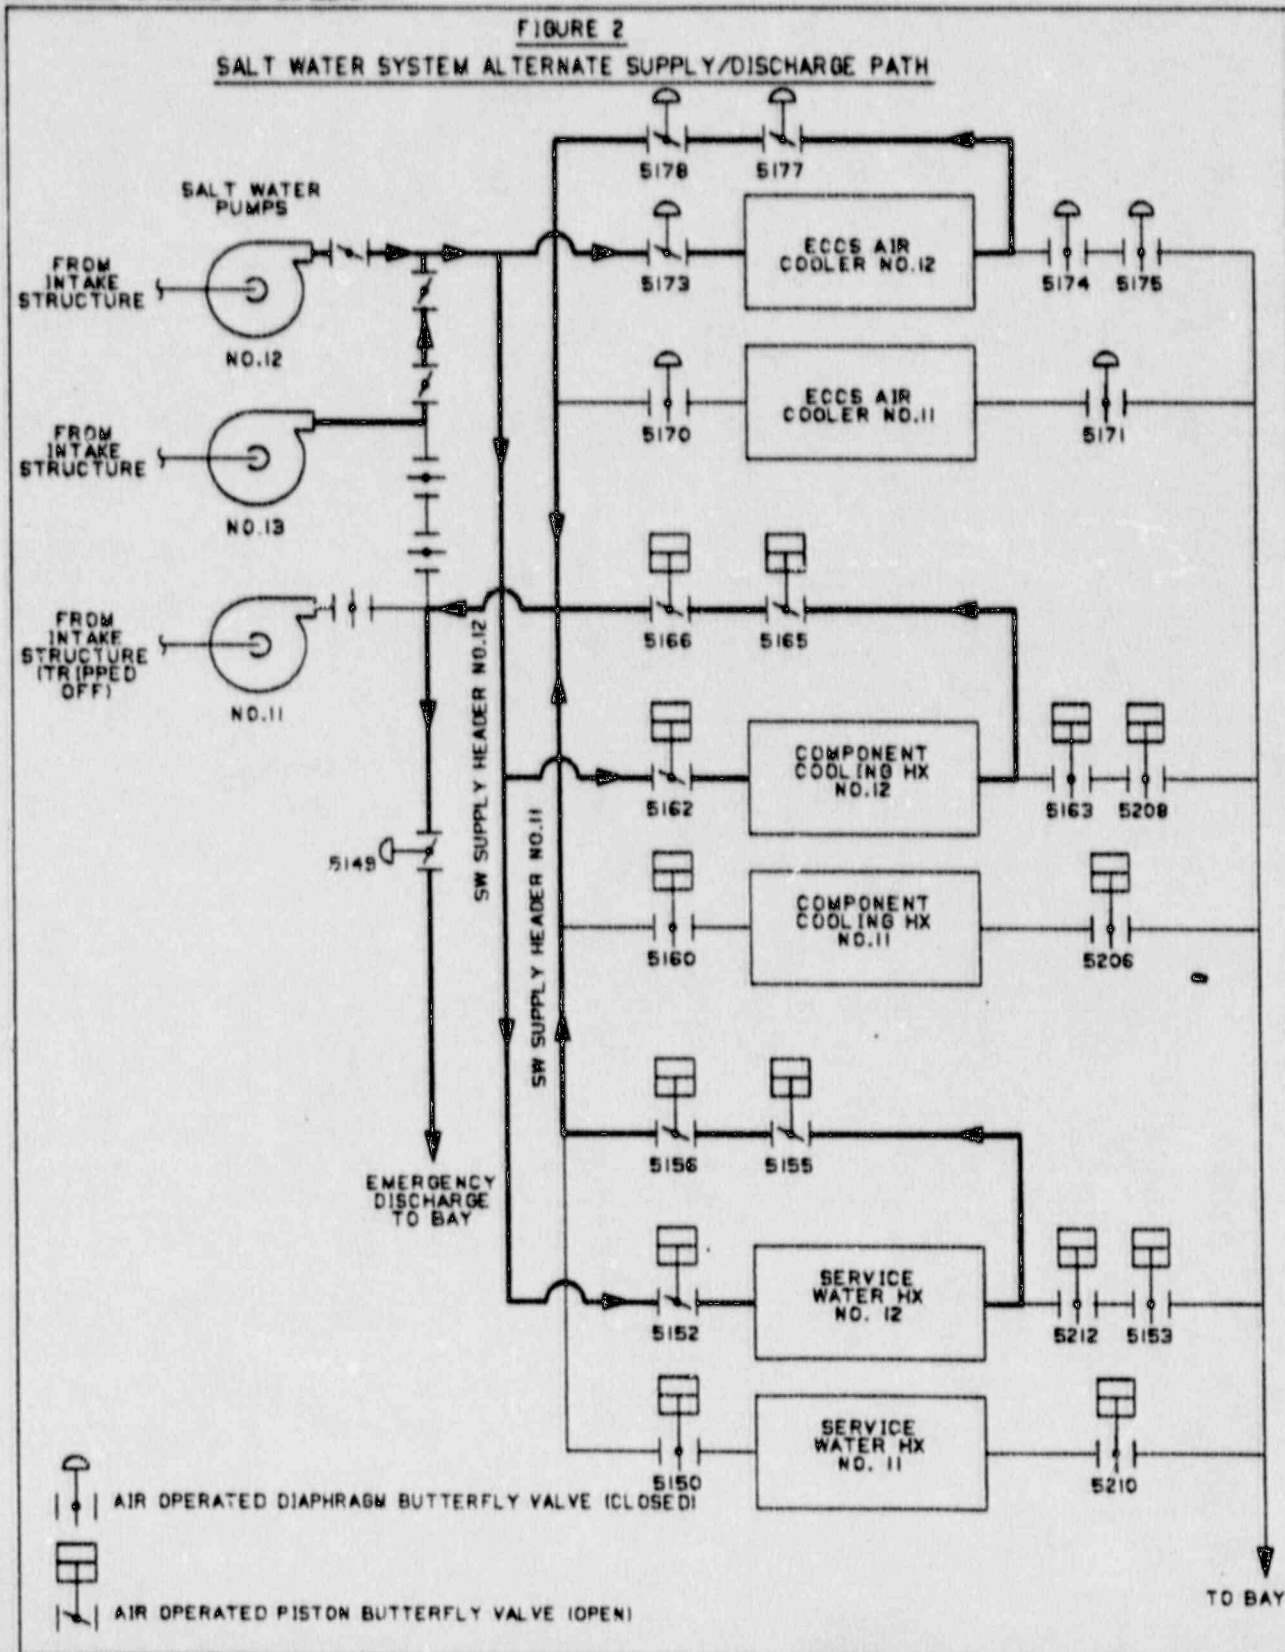 FIGURE 2
SALT WATER SYSTEM ALTERNATE SUPPLY/DISCHARGE PATH
5178
5177
SALT WATER
PUMPS
FROM
INTAKE
STRUCTURE
NO.12
5173
ECCS AIR
COOLER NO.12
5174
5175
FROM
INTAKE
STRUCTURE
NO.13
5170
ECCS AIR
COOLER NO.11
5171
FROM
INTAKE
STRUCTURE
(TRIPPED
OFF)
NO.11
5166
5165
SW SUPPLY HEADER NO.12
5162
COMPONENT
COOLING HX
NO.12
5163
5208
5149
SW SUPPLY HEADER NO.11
5160
COMPONENT
COOLING HX
NO.11
5206
5156
5155
EMERGENCY
DISCHARGE
TO BAY
5152
SERVICE
WATER HX
NO. 12
5212
5153
5150
SERVICE
WATER HX
NO. 11
5210
AIR OPERATED DIAPHRAGM BUTTERFLY VALVE (CLOSED)
AIR OPERATED PISTON BUTTERFLY VALVE (OPEN)
TO BAY